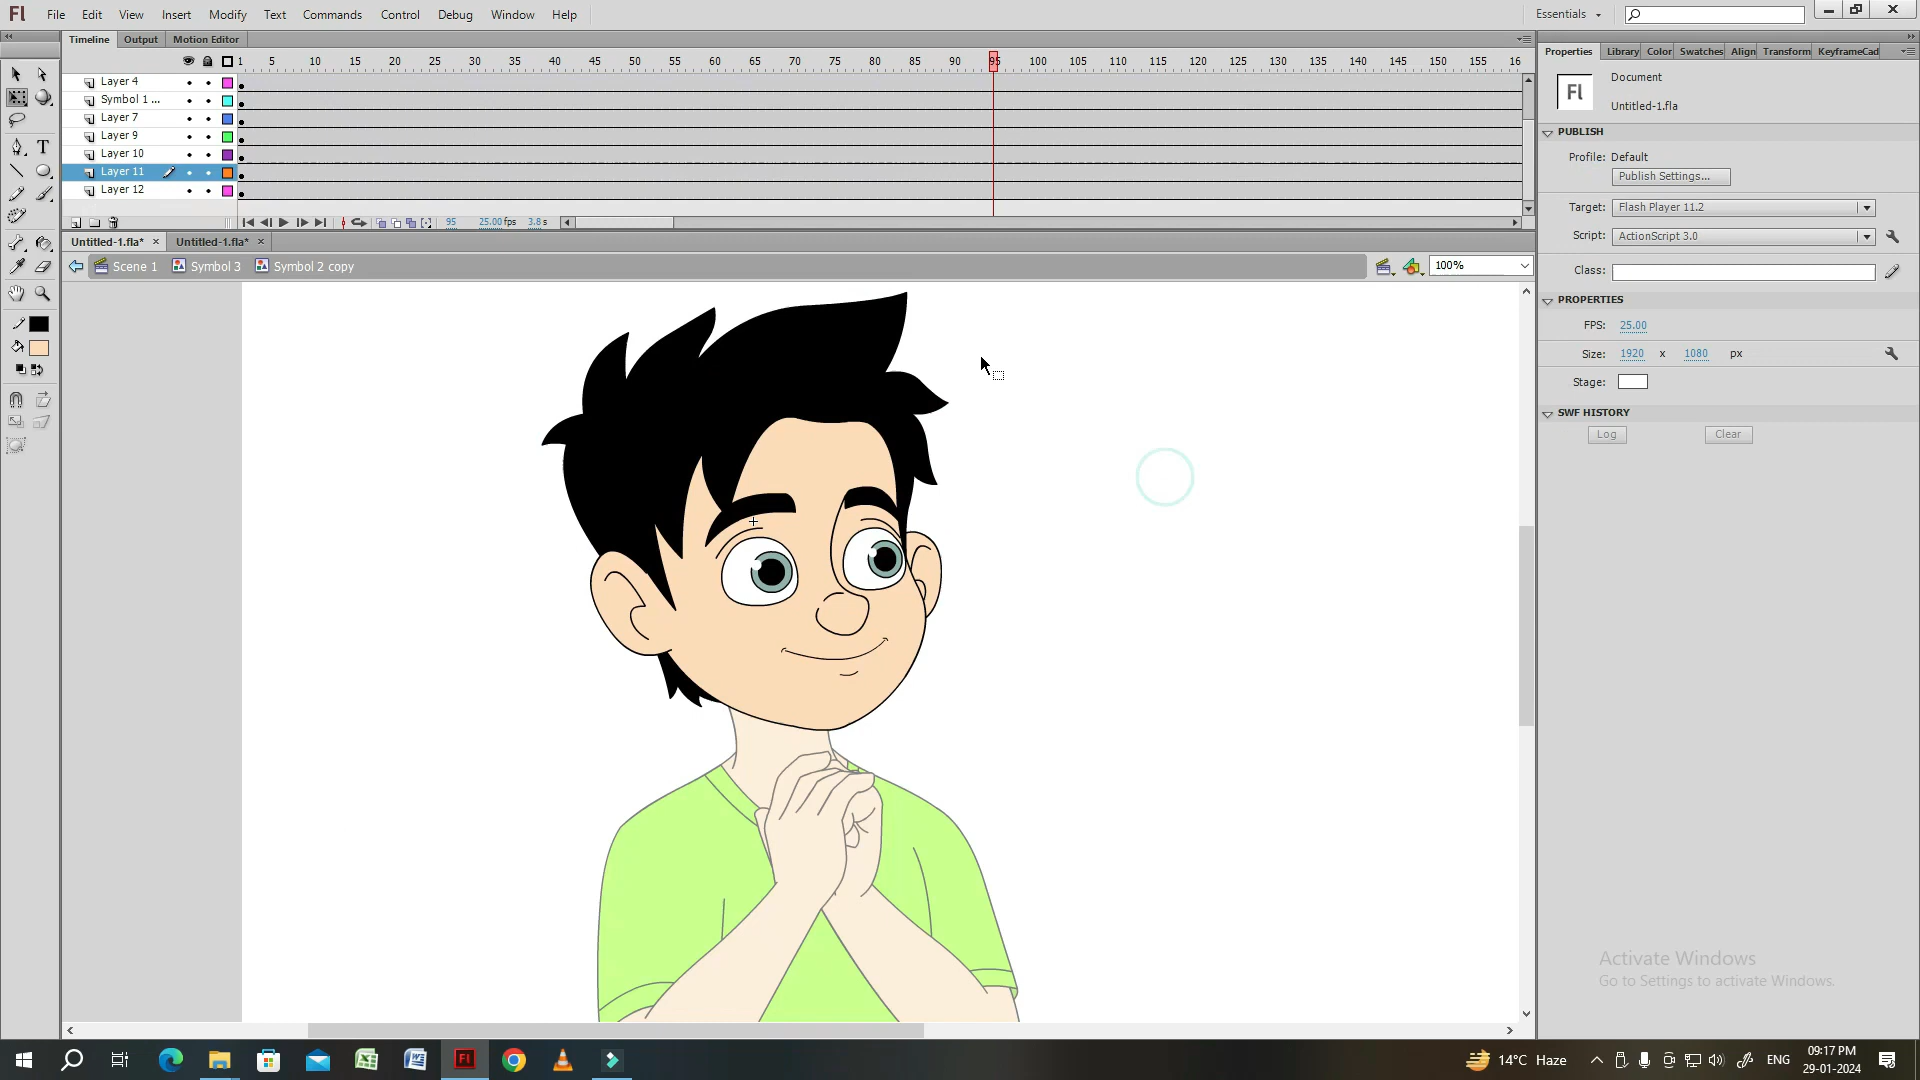 Fl File Edit View Insert Modify Text Commands Control Debug Window Help Essentials
Timeline Output Motion Editor
1 5 10 15 20 25 30 35 40 45 50 55 60 65 70 75 80 85 90 95 100 105 110 115 120 125 130 135 140 145 150 155 16
Layer 4
Symbol 1 ...
Layer 7
Layer 9
Layer 10
Layer 11
Layer 12
95 25.00 fps 3.8 s
Untitled-1.fla* × Untitled-1.fla* ×
Scene 1 Symbol 3 Symbol 2 copy 100%
Properties Library Color Swatches Align Transform KeyframeCad
Fl
Document
Untitled-1.fla
PUBLISH
Profile: Default
Publish Settings...
Target: Flash Player 11.2
Script: ActionScript 3.0
Class:
PROPERTIES
FPS: 25.00
Size: 1920 x 1080 px
Stage:
SWF HISTORY
Log Clear
Activate Windows
Go to Settings to activate Windows.
Fl 14°C Haze ENG
09:17 PM
29-01-2024